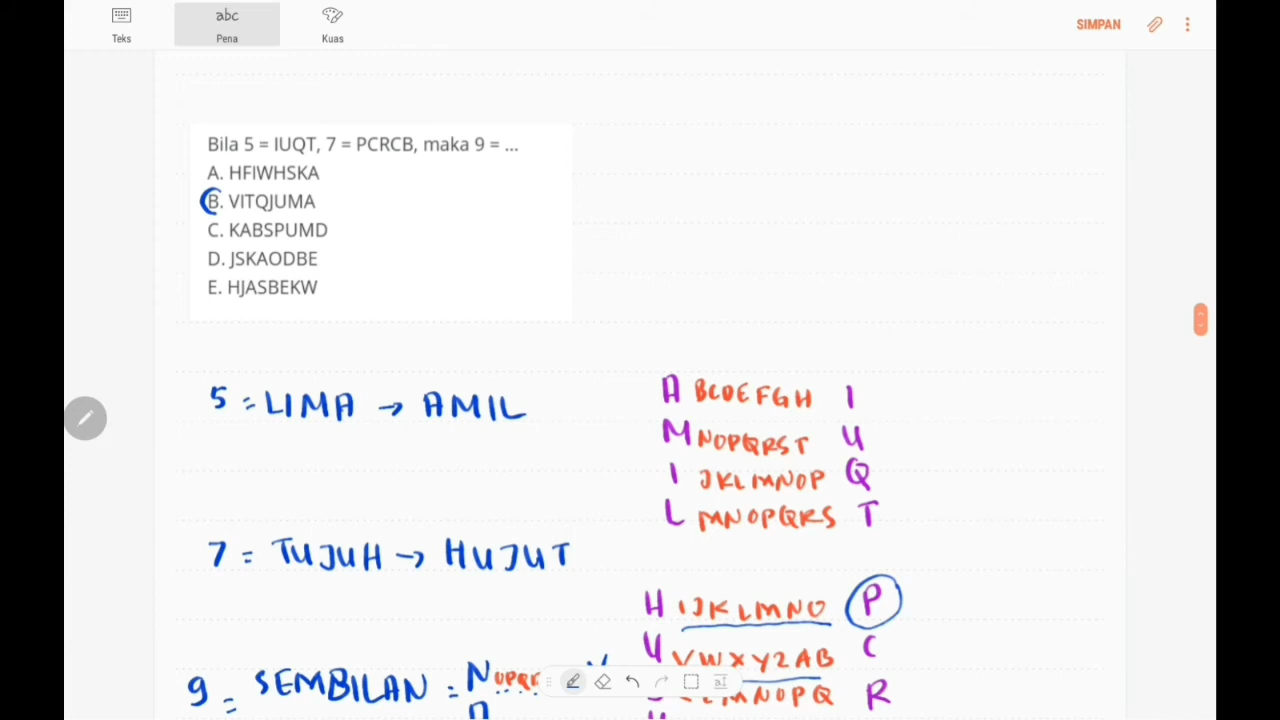 Teks abc Pena Kuas SIMPAN
Bila 5 = IUQT, 7 = PCRCB, maka 9 = ...
A. HFIWHSKA
B. VITQJUMA
C. KABSPUMD
D. JSKAODBE
E. HJASBEKW
5 = LIMA → AMIL
A BCDEFGH I
M NOPQRST U
I JKLMNOP Q
L MNOPQRS T
7 = TUJUH → HUJUT
H IJKLMNO P
U VWXYZAB C
KLMNOPQ R
9 = SEMBILAN = N